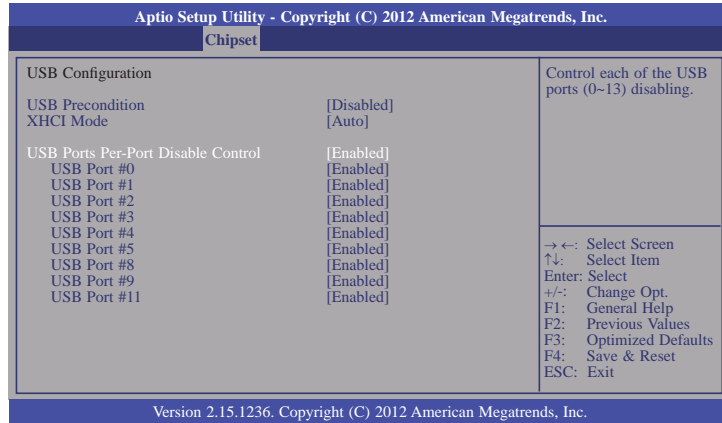 Aptio Setup Utility - Copyright (C) 2012 American Megatrends, Inc.
Chipset
USB Configuration
USB Precondition [Disabled]
XHCI Mode [Auto]
USB Ports Per-Port Disable Control [Enabled]
USB Port #0 [Enabled]
USB Port #1 [Enabled]
USB Port #2 [Enabled]
USB Port #3 [Enabled]
USB Port #4 [Enabled]
USB Port #5 [Enabled]
USB Port #8 [Enabled]
USB Port #9 [Enabled]
USB Port #11 [Enabled]
Control each of the USB
ports (0~13) disabling.
→ ←: Select Screen
↑↓: Select Item
Enter: Select
+/-: Change Opt.
F1: General Help
F2: Previous Values
F3: Optimized Defaults
F4: Save & Reset
ESC: Exit
Version 2.15.1236. Copyright (C) 2012 American Megatrends, Inc.